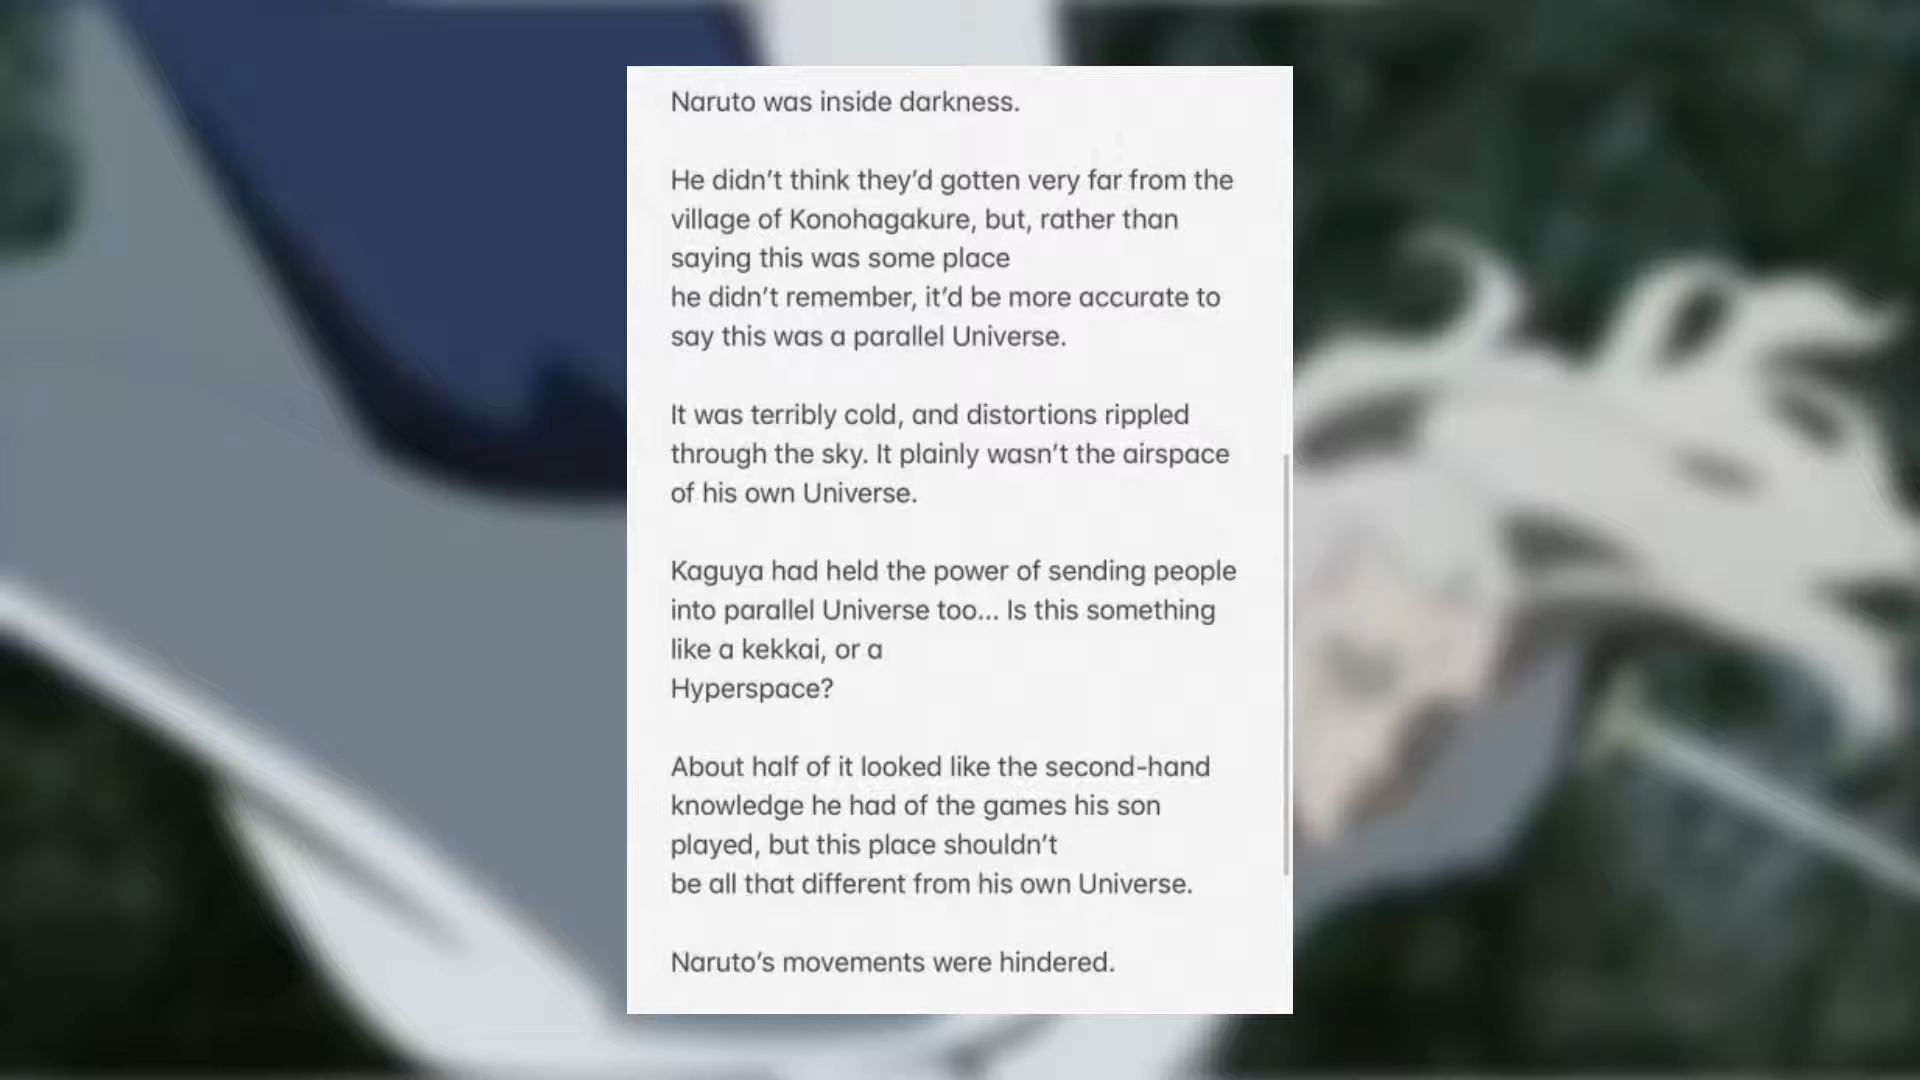 Naruto was inside darkness.
He didn’t think they’d gotten very far from the
village of Konohagakure, but, rather than
saying this was some place
he didn’t remember, it’d be more accurate to
say this was a parallel Universe.
It was terribly cold, and distortions rippled
through the sky. It plainly wasn’t the airspace
of his own Universe.
Kaguya had held the power of sending people
into parallel Universe too... Is this something
like a kekkai, or a
Hyperspace?
About half of it looked like the second-hand
knowledge he had of the games his son
played, but this place shouldn’t
be all that different from his own Universe.
Naruto’s movements were hindered.